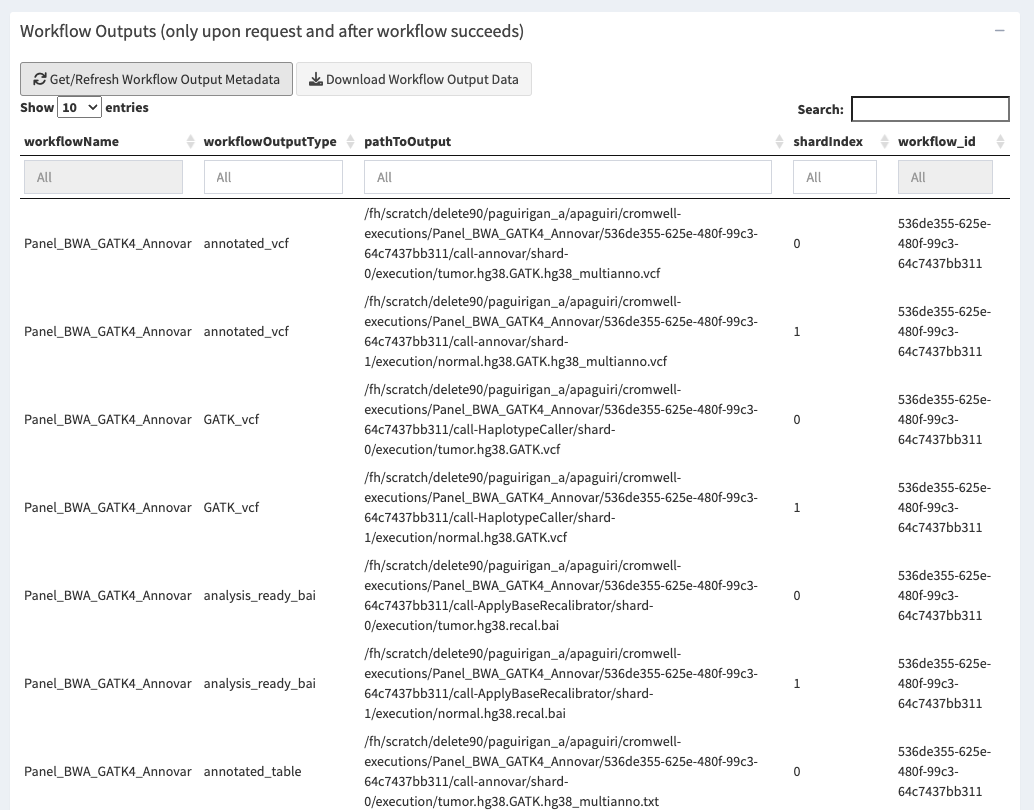 Workflow Outputs (only upon request and after workflow succeeds)
Get/Refresh Workflow Output Metadata
Download Workflow Output Data
Show 10 entries
Search:
workflowName workflowOutputType pathToOutput shardIndex workflow_id
All All All All All
/fh/scratch/delete90/paguirigan_a/apaguiri/cromwell-
536de355-625e-
executions/Panel_BWA_GATK4_Annovar/536de355-625e-480f-99c3-
Panel_BWA_GATK4_Annovar annotated_vcf 0 480f-99c3-
64c7437bb311/call-annovar/shard-
64c7437bb311
0/execution/tumor.hg38.GATK.hg38_multianno.vcf
/fh/scratch/delete90/paguirigan_a/apaguiri/cromwell-
536de355-625e-
executions/Panel_BWA_GATK4_Annovar/536de355-625e-480f-99c3-
Panel_BWA_GATK4_Annovar annotated_vcf 1 480f-99c3-
64c7437bb311/call-annovar/shard-
64c7437bb311
1/execution/normal.hg38.GATK.hg38_multianno.vcf
/fh/scratch/delete90/paguirigan_a/apaguiri/cromwell-
536de355-625e-
executions/Panel_BWA_GATK4_Annovar/536de355-625e-480f-99c3-
Panel_BWA_GATK4_Annovar GATK_vcf 0 480f-99c3-
64c7437bb311/call-HaplotypeCaller/shard-
64c7437bb311
0/execution/tumor.hg38.GATK.vcf
/fh/scratch/delete90/paguirigan_a/apaguiri/cromwell-
536de355-625e-
executions/Panel_BWA_GATK4_Annovar/536de355-625e-480f-99c3-
Panel_BWA_GATK4_Annovar GATK_vcf 1 480f-99c3-
64c7437bb311/call-HaplotypeCaller/shard-
64c7437bb311
1/execution/normal.hg38.GATK.vcf
/fh/scratch/delete90/paguirigan_a/apaguiri/cromwell-
536de355-625e-
executions/Panel_BWA_GATK4_Annovar/536de355-625e-480f-99c3-
Panel_BWA_GATK4_Annovar analysis_ready_bai 0 480f-99c3-
64c7437bb311/call-ApplyBaseRecalibrator/shard-
64c7437bb311
0/execution/tumor.hg38.recal.bai
/fh/scratch/delete90/paguirigan_a/apaguiri/cromwell-
536de355-625e-
executions/Panel_BWA_GATK4_Annovar/536de355-625e-480f-99c3-
Panel_BWA_GATK4_Annovar analysis_ready_bai 1 480f-99c3-
64c7437bb311/call-ApplyBaseRecalibrator/shard-
64c7437bb311
1/execution/normal.hg38.recal.bai
/fh/scratch/delete90/paguirigan_a/apaguiri/cromwell-
536de355-625e-
executions/Panel_BWA_GATK4_Annovar/536de355-625e-480f-99c3-
Panel_BWA_GATK4_Annovar annotated_table 0 480f-99c3-
64c7437bb311/call-annovar/shard-
64c7437bb311
0/execution/tumor.hg38.GATK.hg38_multianno.txt